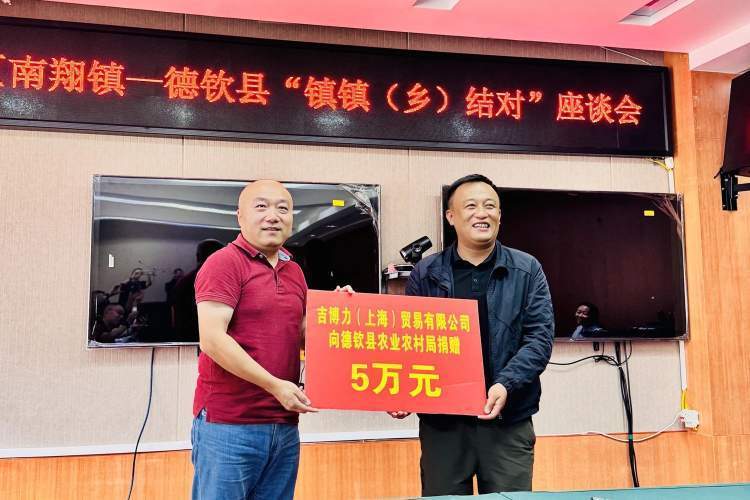 南翔镇—德钦县“镇镇（乡）结对”座谈会
吉博力（上海）贸易有限公司
向德钦县农业农村局捐赠
5万元